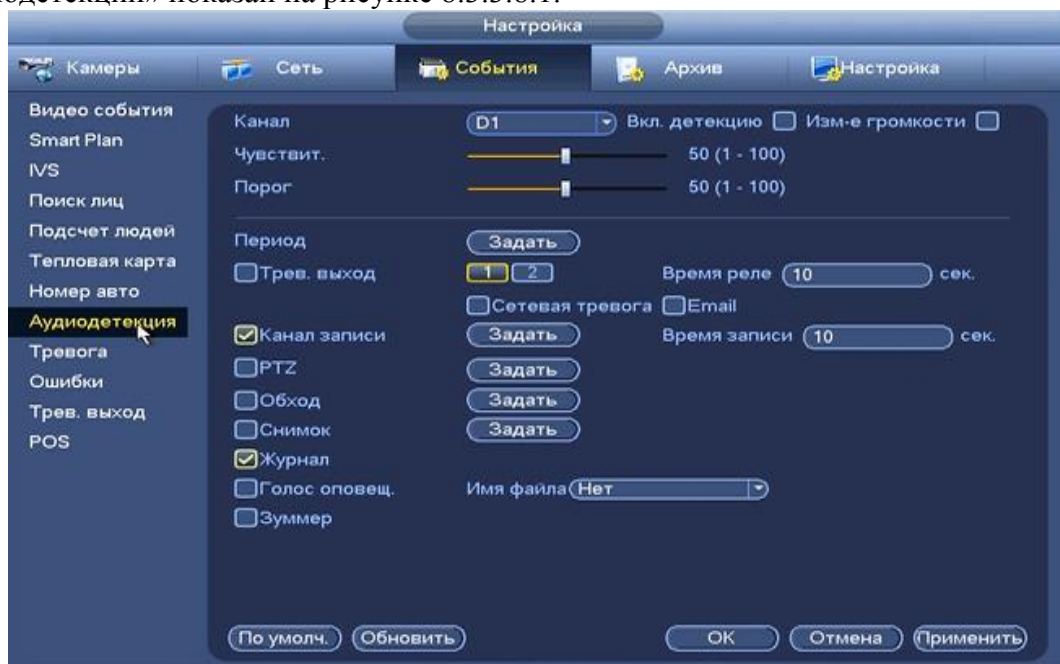 одетекции» показан на рисунке
Настройка
Камеры Сеть События Архив Настройка
Видео события
Smart Plan
IVS
Поиск лиц
Подсчет людей
Тепловая карта
Номер авто
Аудиодетекция
Тревога
Ошибки
Трев. выход
POS
Канал D1 Вкл. детекцию Изм-е громкости
Чувствит. 50 (1 - 100)
Порог 50 (1 - 100)
Период Задать
Трев. выход 1 2 Время реле 10 сек.
Сетевая тревога Email
Канал записи Задать Время записи 10 сек.
PTZ Задать
Обход Задать
Снимок Задать
Журнал
Голос оповещ. Имя файла Нет
Зуммер
По умолч. Обновить OK Отмена Применить